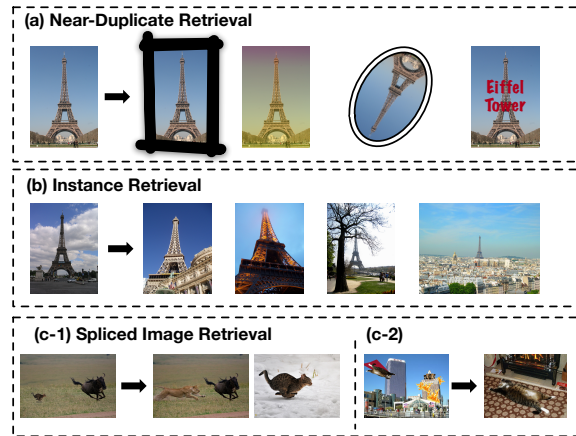 (a) Near-Duplicate Retrieval
Eiffel
Tower
(b) Instance Retrieval
(c-1) Spliced Image Retrieval
(c-2)